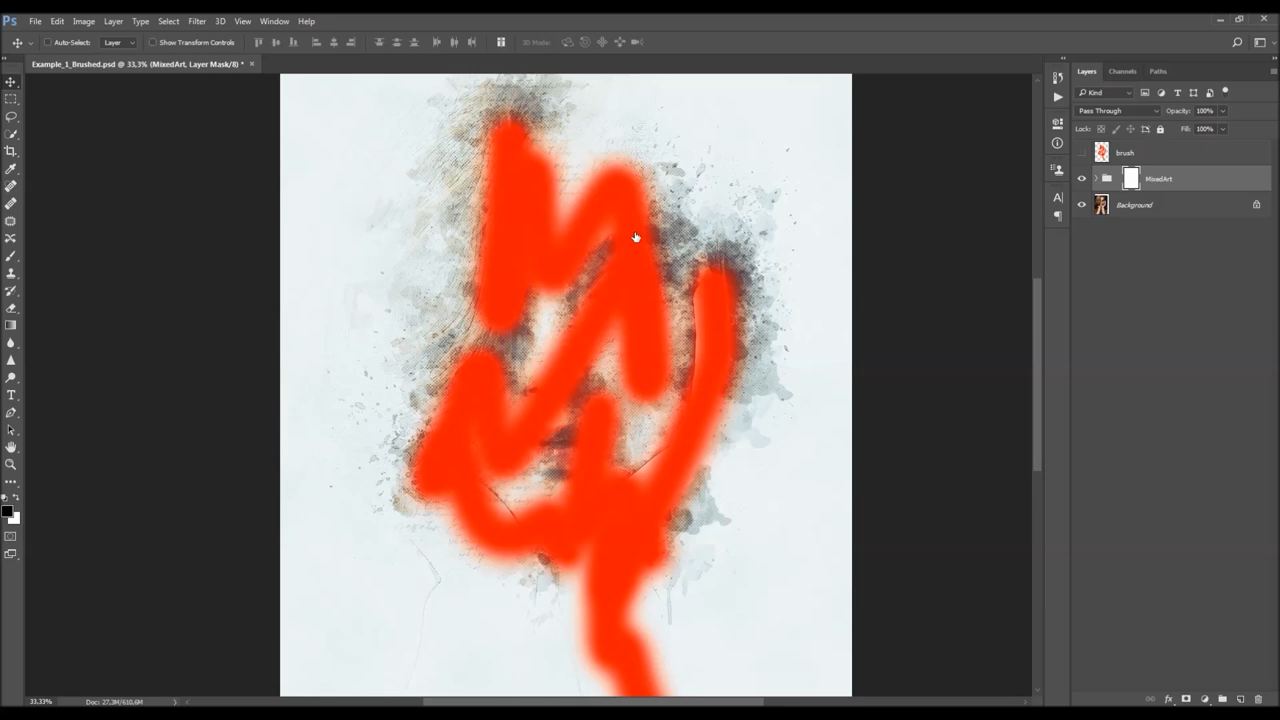 Ps File Edit Image Layer Type Select Filter 3D View Window Help
Auto-Select: Layer Show Transform Controls 3D Mode:
Example_1_Brushed.psd @ 33,3% (MixedArt, Layer Mask/8) * ×
Layers Channels Paths
Kind
Pass Through Opacity: 100%
Lock: Fill: 100%
brush
MixedArt
Background
33.33% Doc: 27,3M/610,6M